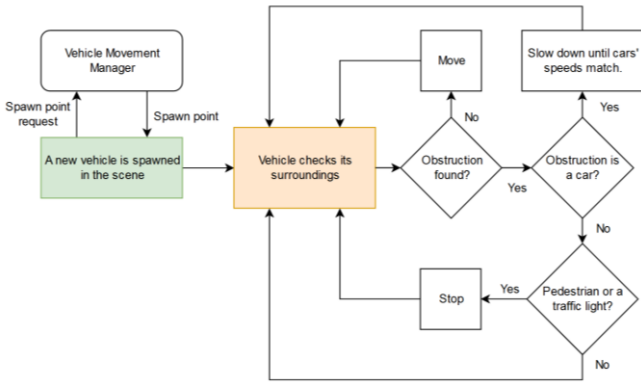 Vehicle Movement
Manager
Spawn point
request
Spawn point
A new vehicle is spawned
in the scene
Vehicle checks its
surroundings
Move
No
Obstruction
found?
Yes
Slow down until cars'
speeds match.
Yes
Obstruction is
a car?
No
Pedestrian or a
traffic light?
Yes
Stop
No